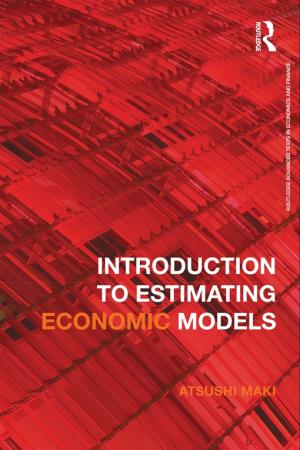 ROUTLEDGE
ROUTLEDGE ADVANCED TEXTS IN ECONOMICS AND FINANCE
INTRODUCTION
TO ESTIMATING
ECONOMIC MODELS
ATSUSHI MAKI